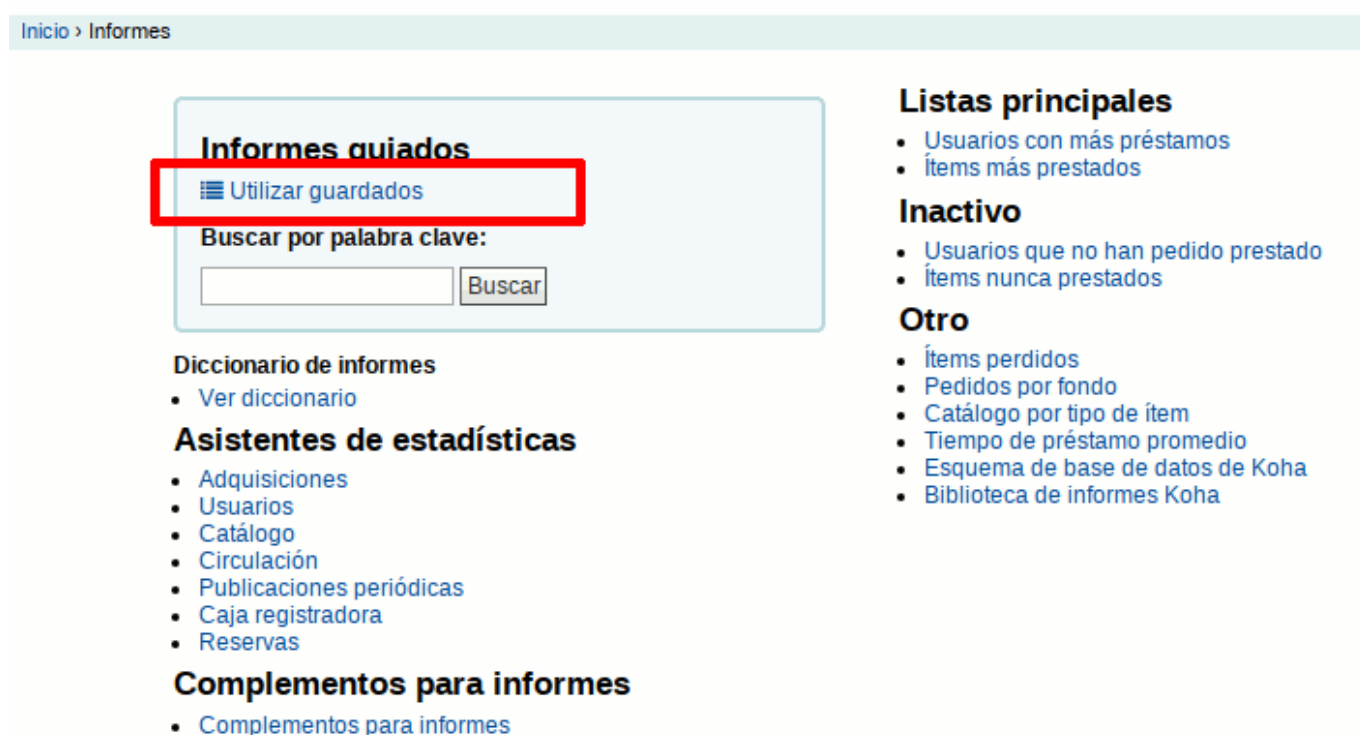 Inicio › Informes
Informes guiados
Utilizar guardados
Buscar por palabra clave:
Buscar
Diccionario de informes
Ver diccionario
Asistentes de estadísticas
Adquisiciones
Usuarios
Catálogo
Circulación
Publicaciones periódicas
Caja registradora
Reservas
Complementos para informes
Complementos para informes
Listas principales
Usuarios con más préstamos
Ítems más prestados
Inactivo
Usuarios que no han pedido prestado
Ítems nunca prestados
Otro
Ítems perdidos
Pedidos por fondo
Catálogo por tipo de ítem
Tiempo de préstamo promedio
Esquema de base de datos de Koha
Biblioteca de informes Koha